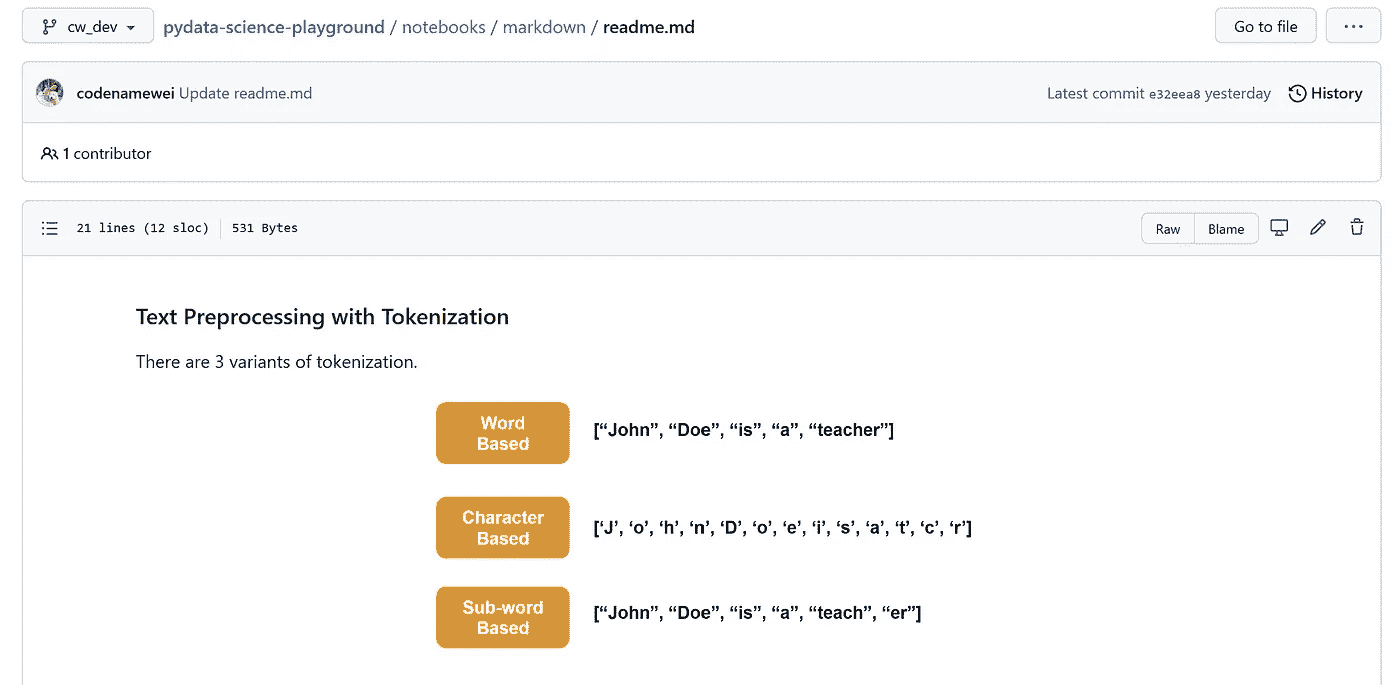 cw_dev pydata-science-playground / notebooks / markdown / readme.md Go to file ...
codenamewei Update readme.md Latest commit e32eea8 yesterday History
1 contributor
21 lines (12 sloc) 531 Bytes Raw Blame
Text Preprocessing with Tokenization
There are 3 variants of tokenization.
Word
Based
[“John”, “Doe”, “is”, “a”, “teacher”]
Character
Based
[‘J’, ‘o’, ‘h’, ‘n’, ‘D’, ‘o’, ‘e’, ‘i’, ‘s’, ‘a’, ‘t’, ‘c’, ‘r’]
Sub-word
Based
[“John”, “Doe”, “is”, “a”, “teach”, “er”]